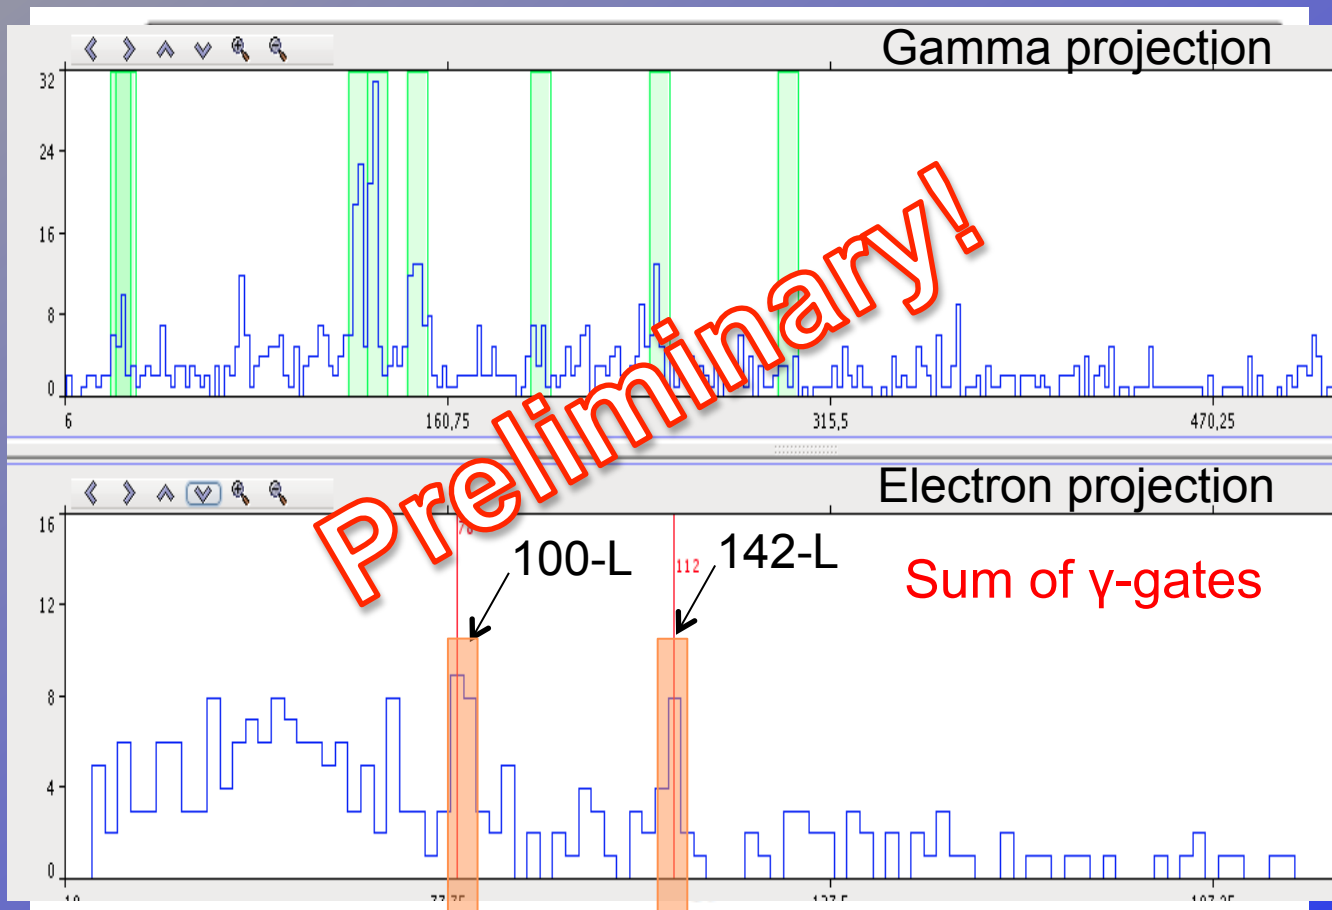 Gamma projection
32
24
16
8
0
6
160,75
315,5
470,25
Preliminary!
Electron projection
16
12
8
4
0
100-L
112
142-L
Sum of γ-gates